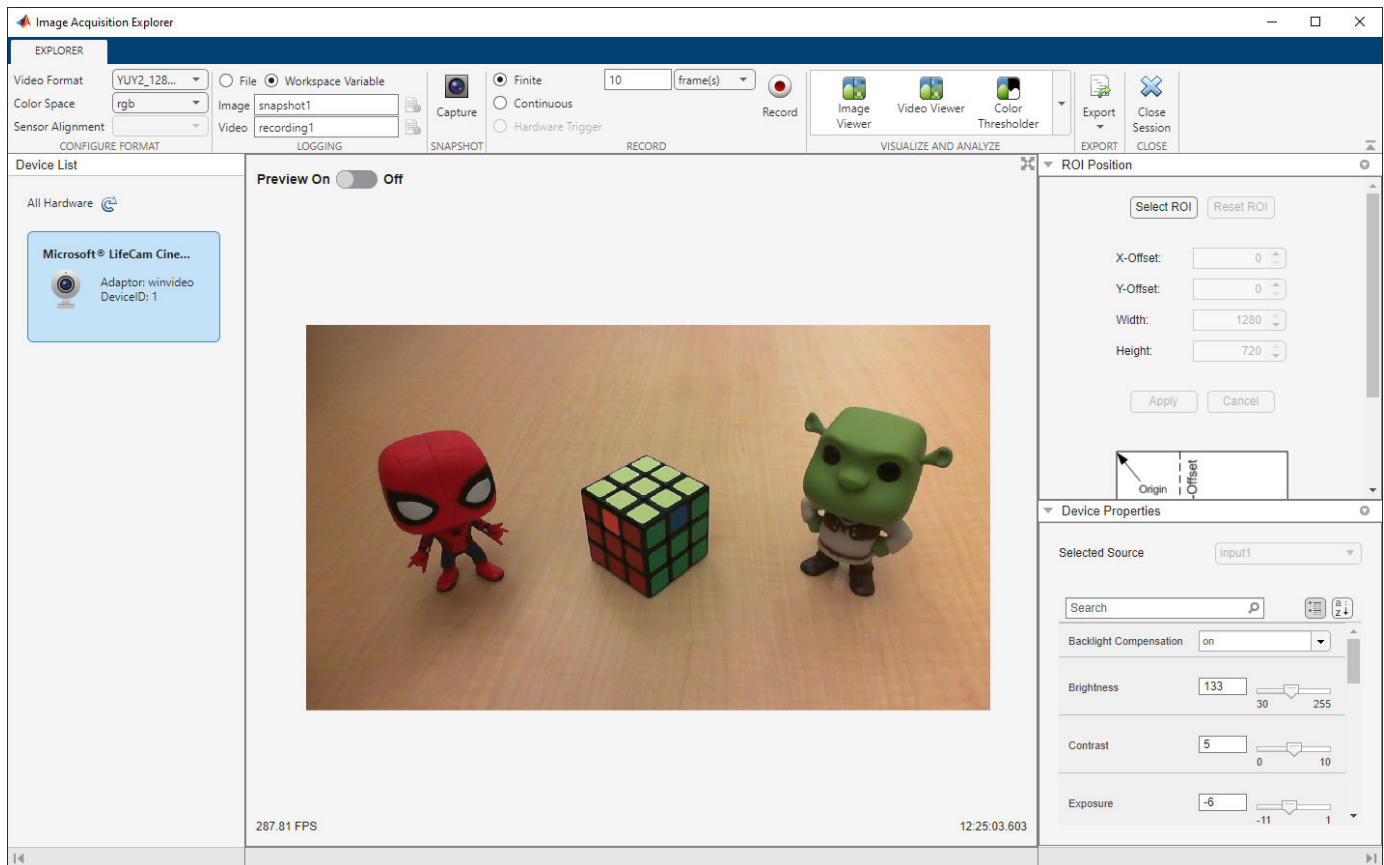 Image Acquisition Explorer
EXPLORER
Video Format YUY2_128...
Color Space rgb
Sensor Alignment
CONFIGURE FORMAT
File Workspace Variable
Image snapshot1
Video recording1
LOGGING
Capture
SNAPSHOT
Finite 10 frame(s)
Continuous
Hardware Trigger
Record
RECORD
Image
Viewer
Video Viewer
Color
Thresholder
VISUALIZE AND ANALYZE
Export
EXPORT
Close
Session
CLOSE
Device List
All Hardware
Microsoft® LifeCam Cine...
Adaptor: winvideo
DeviceID: 1
Preview On Off
287.81 FPS
12:25:03.603
ROI Position
Select ROI Reset ROI
X-Offset: 0
Y-Offset: 0
Width: 1280
Height: 720
Apply Cancel
Origin
-Offset
Device Properties
Selected Source input1
Search
a
z
Backlight Compensation on
Brightness 133
30 255
Contrast 5
0 10
Exposure -6
-11 1